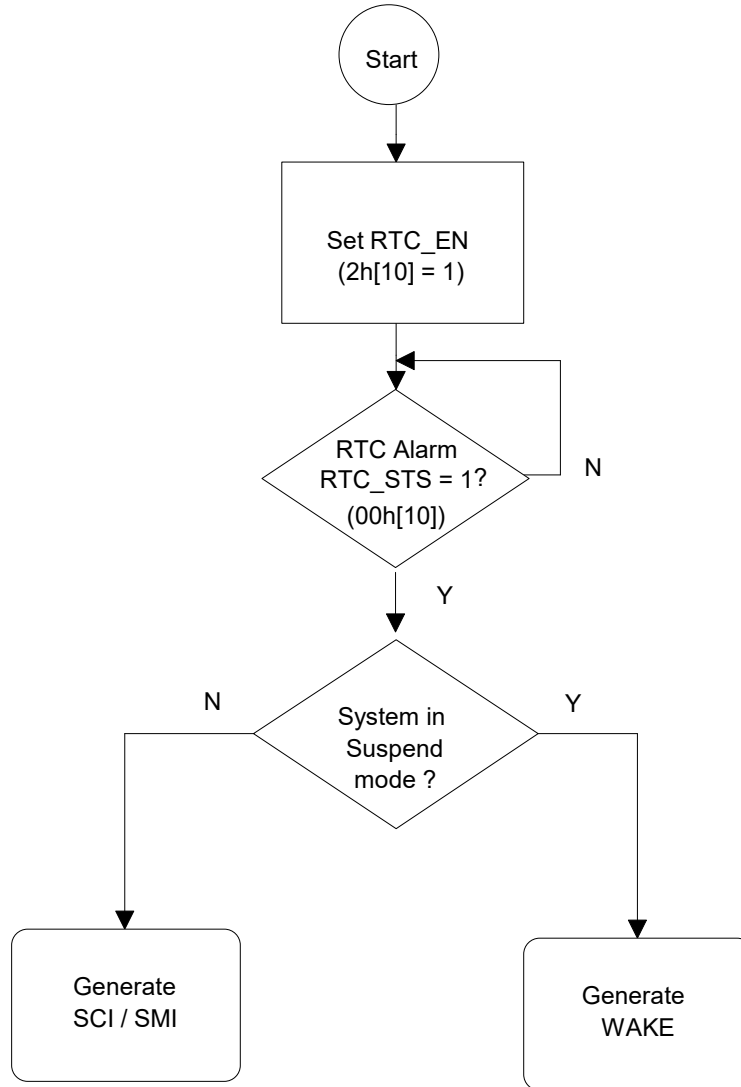 Start
Set RTC_EN
(2h[10] = 1)
RTC Alarm
RTC_STS = 1?
(00h[10])
N
Y
N
Y
System in
Suspend
mode ?
Generate
SCI / SMI
Generate
WAKE